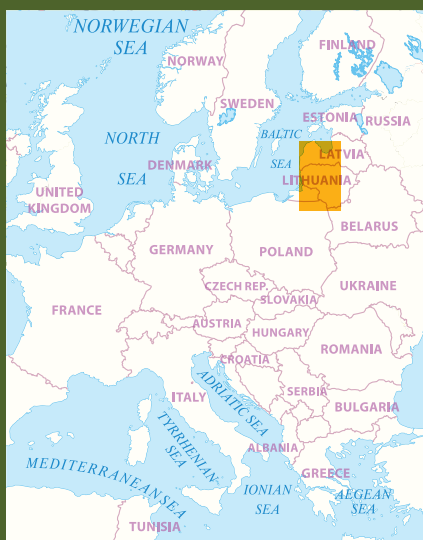 NORWEGIAN
SEA
FINLAND
NORWAY
SWEDEN
ESTONIA
RUSSIA
BALTIC
SEA
NORTH
SEA
LATVIA
DENMARK
LITHUANIA
UNITED
KINGDOM
BELARUS
GERMANY
POLAND
CZECH REP.
UKRAINE
SLOVAKIA
FRANCE
AUSTRIA
HUNGARY
ROMANIA
CROATIA
ITALY
ADRIATIC SEA
SERBIA
BULGARIA
TYRRHENIAN
SEA
ALBANIA
MEDITERRANEAN SEA
GREECE
IONIAN
SEA
AEGEAN
SEA
TUNISIA